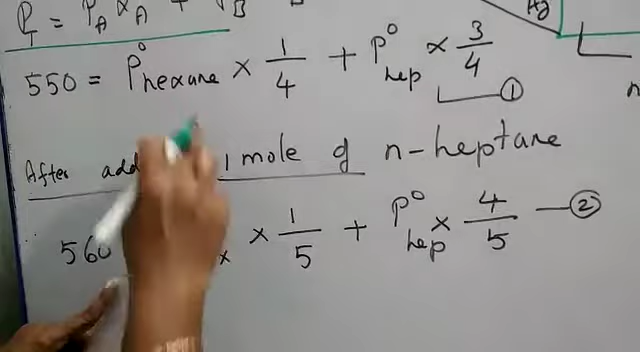 P_T = P_A° x_A + P_B°
550 = P°hexane × 1/4 + P°hep × 3/4 ①
After add 1 mole of n-heptane
560 x × 1/5 + P°hep × 4/5 — ②